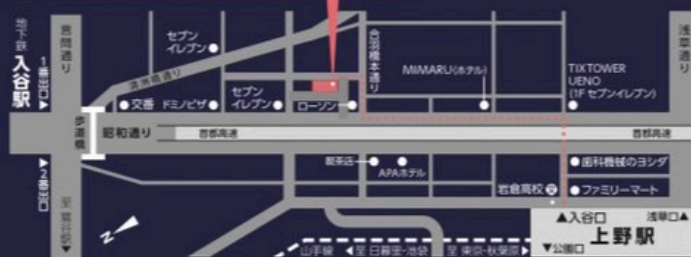 地下鉄
入谷駅
1番出口▶
▶2番出口
言問通り
至 鶯谷駅▼
歩道橋
清洲橋通り
セブン
イレブン
交番
ドミノピザ
セブン
イレブン
ローソン
合羽橋本通り
MIMARU(ホテル)
TIXTOWER
UENO
(1F セブンイレブン)
浅草通り
昭和通り
首都高速
首都高速
喫茶店
APAホテル
岩倉高校
文
歯科機械のヨシダ
ファミリーマート
▲入谷口
浅草口▲
上野駅
▼公園口
山手線
◀至 日暮里・池袋
至 東京・秋葉原▶
Z